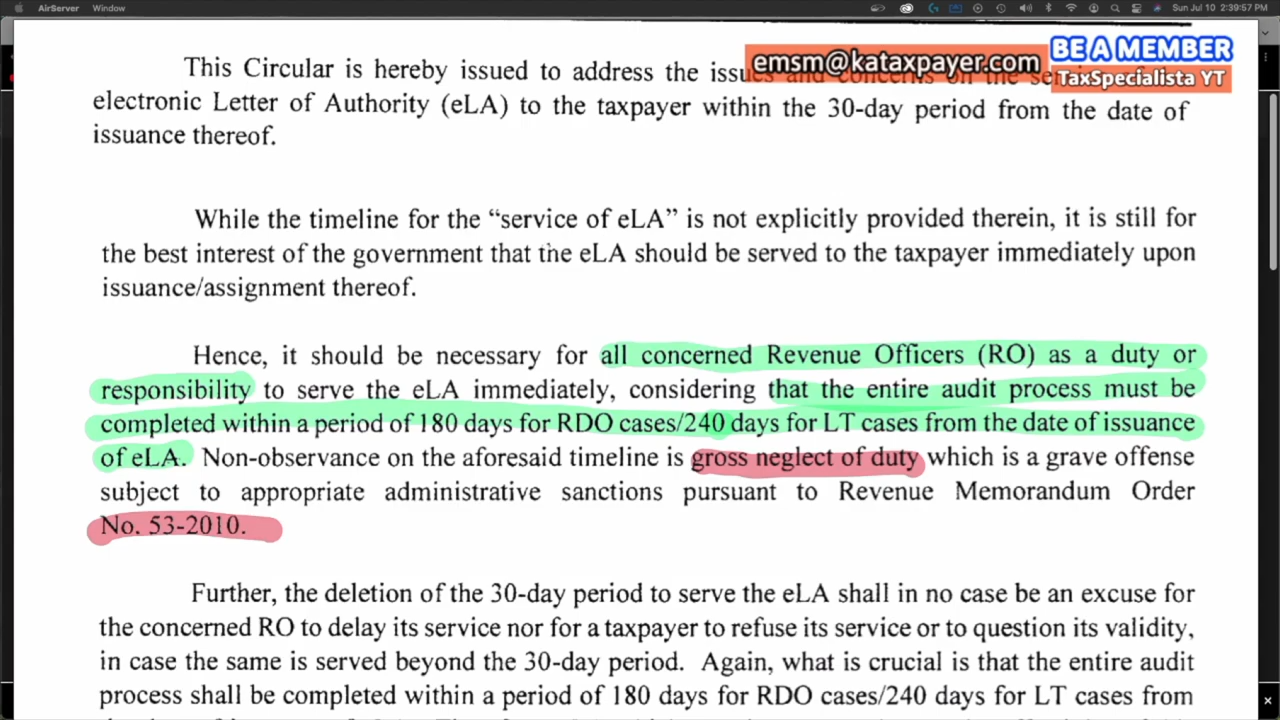 AirServer Window Sun Jul 10 2:39:57 PM
BE A MEMBER
emsm@kataxpayer.com
TaxSpecialista YT
This Circular is hereby issued to address the issues and concerns on the
electronic Letter of Authority (eLA) to the taxpayer within the 30-day period from the date of
issuance thereof.
While the timeline for the “service of eLA” is not explicitly provided therein, it is still for
the best interest of the government that the eLA should be served to the taxpayer immediately upon
issuance/assignment thereof.
Hence, it should be necessary for all concerned Revenue Officers (RO) as a duty or
responsibility to serve the eLA immediately, considering that the entire audit process must be
completed within a period of 180 days for RDO cases/240 days for LT cases from the date of issuance
of eLA. Non-observance on the aforesaid timeline is gross neglect of duty which is a grave offense
subject to appropriate administrative sanctions pursuant to Revenue Memorandum Order
No. 53-2010.
Further, the deletion of the 30-day period to serve the eLA shall in no case be an excuse for
the concerned RO to delay its service nor for a taxpayer to refuse its service or to question its validity,
in case the same is served beyond the 30-day period. Again, what is crucial is that the entire audit
process shall be completed within a period of 180 days for RDO cases/240 days for LT cases from